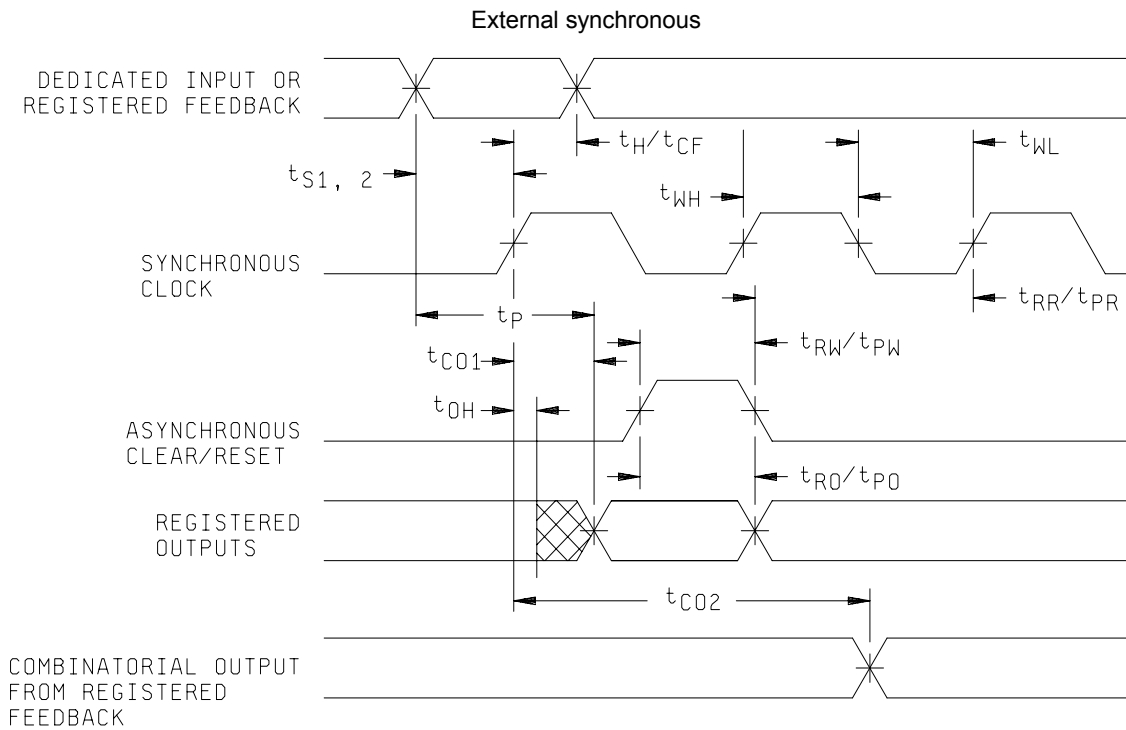 External synchronous
DEDICATED INPUT OR
REGISTERED FEEDBACK
tH/tCF
tWL
tS1, 2
tWH
SYNCHRONOUS
CLOCK
tRR/tPR
tP
tRW/tPW
tCO1
tOH
ASYNCHRONOUS
CLEAR/RESET
tRO/tPO
REGISTERED
OUTPUTS
tCO2
COMBINATORIAL OUTPUT
FROM REGISTERED
FEEDBACK